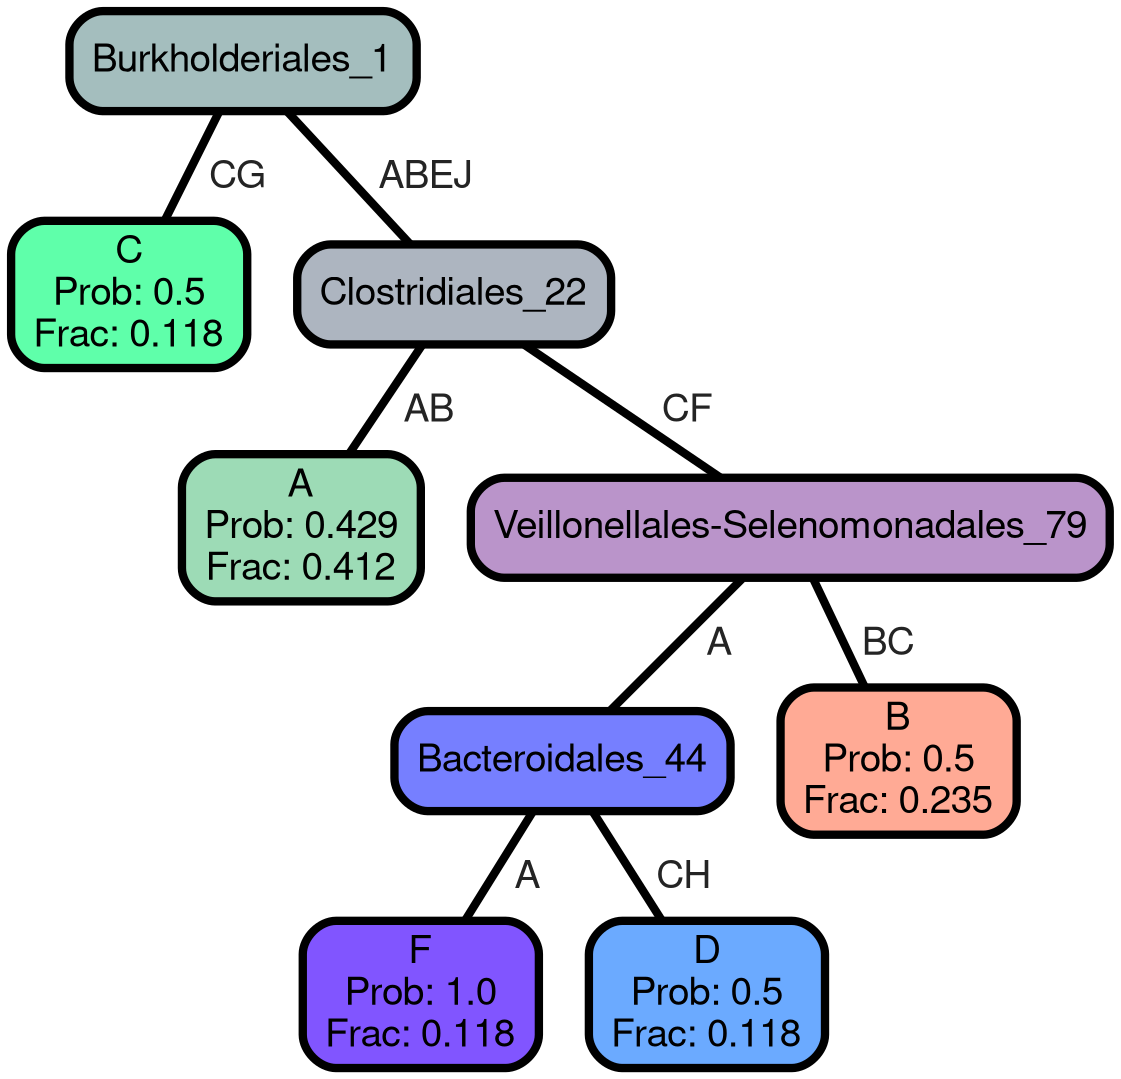 Burkholderiales_1
CG
ABEJ
C
Prob: 0.5
Frac: 0.118
Clostridiales_22
AB
CF
A
Prob: 0.429
Frac: 0.412
Veillonellales-Selenomonadales_79
A
BC
Bacteroidales_44
B
Prob: 0.5
Frac: 0.235
A
CH
F
Prob: 1.0
Frac: 0.118
D
Prob: 0.5
Frac: 0.118